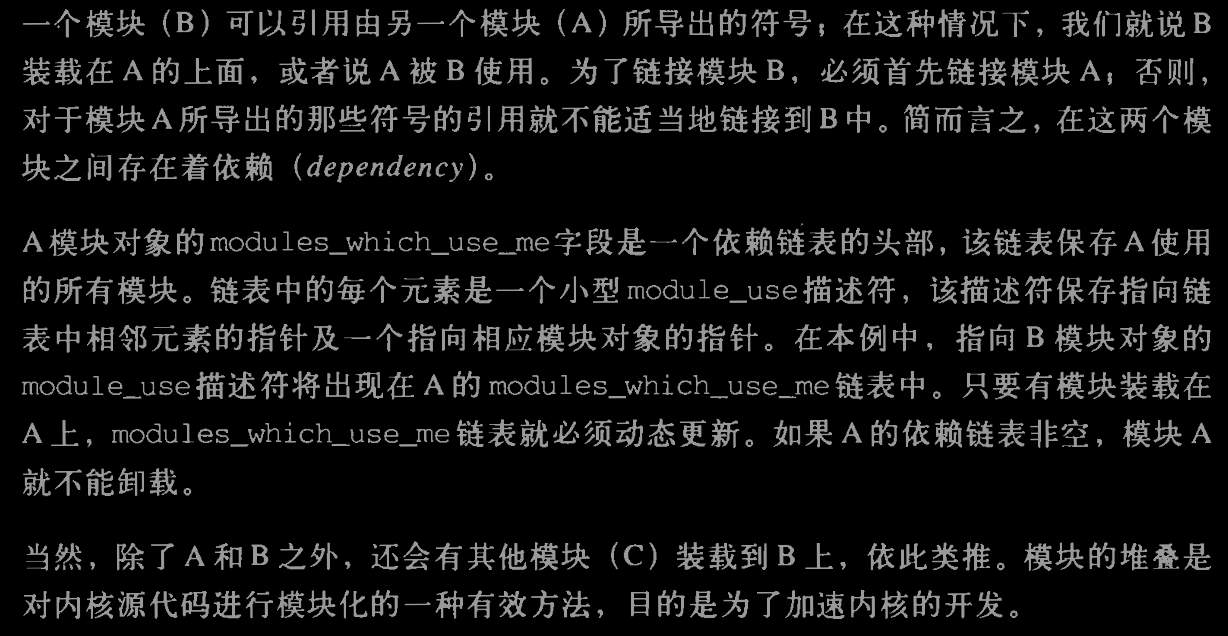 一个模块（B）可以引用由另一个模块（A）所导出的符号；在这种情况下，我们就说B
装载在A的上面，或者说A被B使用。为了链接模块B，必须首先链接模块A；否则，
对于模块A所导出的那些符号的引用就不能适当地链接到B中。简而言之，在这两个模
块之间存在着依赖（dependency）。
A模块对象的modules_which_use_me字段是一个依赖链表的头部，该链表保存A使用
的所有模块。链表中的每个元素是一个小型module_use描述符，该描述符保存指向链
表中相邻元素的指针及一个指向相应模块对象的指针。在本例中，指向B模块对象的
module_use描述符将出现在A的modules_which_use_me链表中。只要有模块装载在
A上，modules_which_use_me链表就必须动态更新。如果A的依赖链表非空，模块A
就不能卸载。
当然，除了A和B之外，还会有其他模块（C）装载到B上，依此类推。模块的堆叠是
对内核源代码进行模块化的一种有效方法，目的是为了加速内核的开发。